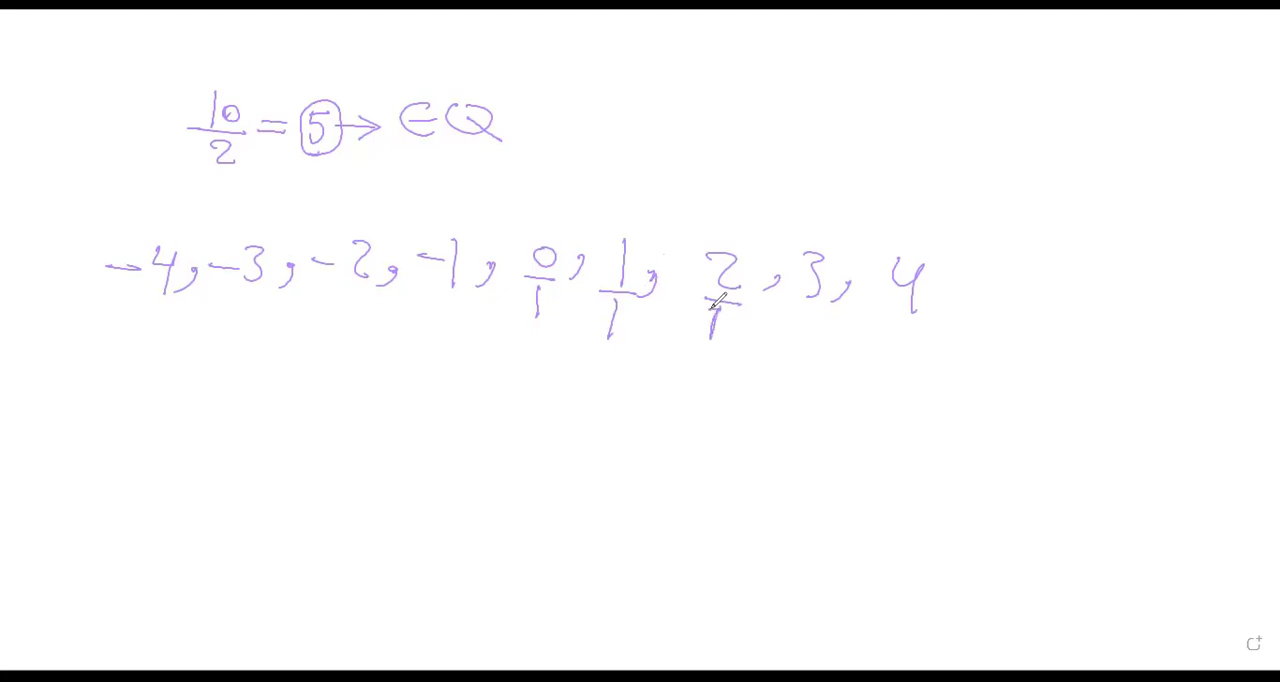 10/2 = 5 → ∈ Q
-4, -3, -2, -1, 0/1, 1/1, 2/1, 3, 4